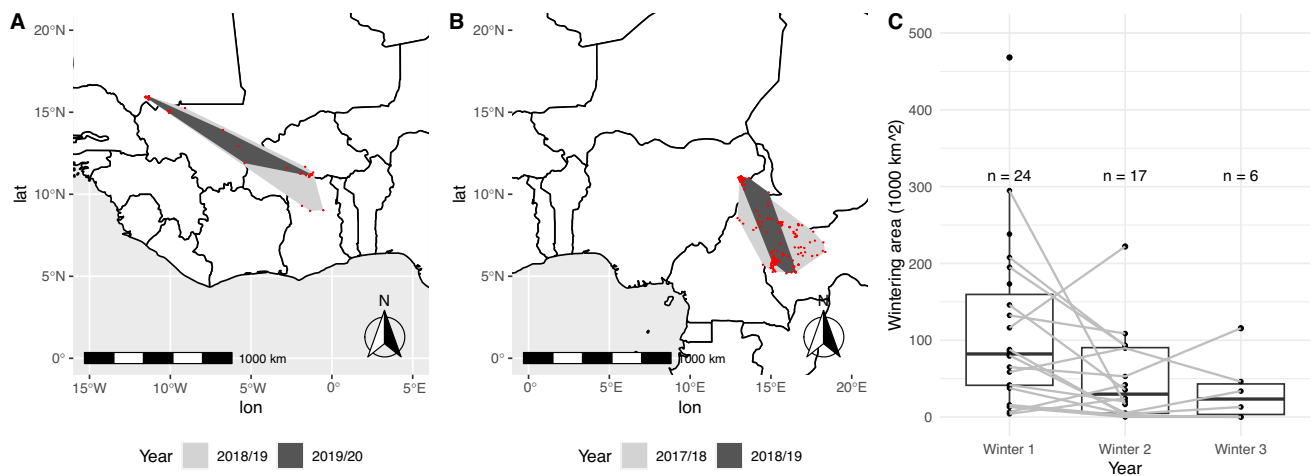 A
20°N
15°N
10°N
5°N
0°
lat
N
1000 km
15°W
10°W
5°W
0°
5°E
lon
Year
2018/19
2019/20
B
20°N
15°N
10°N
5°N
0°
lat
N
1000 km
0°
5°E
10°E
15°E
20°E
lon
Year
2017/18
2018/19
C
500
400
300
200
100
0
Wintering area (1000 km^2)
n = 24
n = 17
n = 6
Winter 1
Winter 2
Winter 3
Year